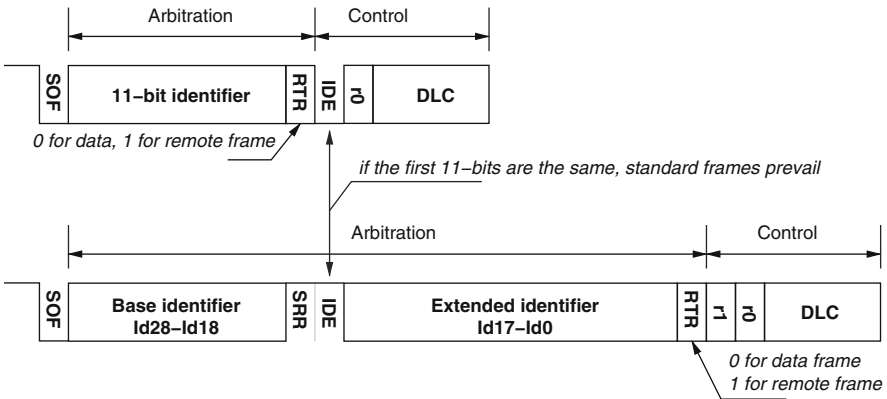 Arbitration
Control
SOF
11–bit identifier
RTR
IDE
r0
DLC
0 for data, 1 for remote frame
if the first 11–bits are the same, standard frames prevail
Arbitration
Control
SOF
Base identifier
Id28–Id18
SRR
IDE
Extended identifier
Id17–Id0
RTR
r1
r0
DLC
0 for data frame
1 for remote frame